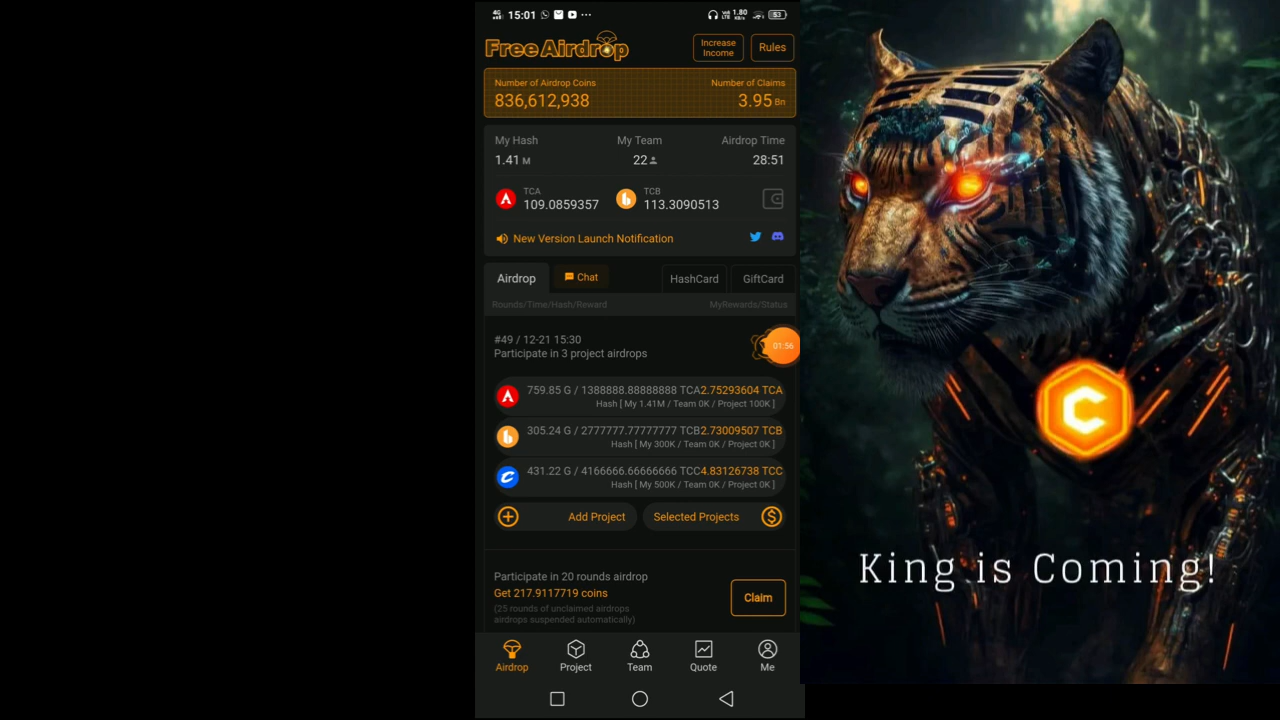 4G 15:01 1.80 KB/s 53
VoLTE
Free Airdrop
Increase Income
Rules
Number of Airdrop Coins Number of Claims
836,612,938 3.95 Bn
My Hash My Team Airdrop Time
1.41 M 22 28:51
TCA TCB
109.0859357 113.3090513
New Version Launch Notification
Airdrop Chat HashCard GiftCard
Rounds/Time/Hash/Reward MyRewards/Status
#49 / 12-21 15:30
Participate in 3 project airdrops
01:56
759.85 G / 1388888.88888888 TCA2.75293604 TCA
Hash [ My 1.41M / Team 0K / Project 100K ]
305.24 G / 2777777.77777777 TCB2.73009507 TCB
Hash [ My 300K / Team 0K / Project 0K ]
431.22 G / 4166666.66666666 TCC4.83126738 TCC
Hash [ My 500K / Team 0K / Project 0K ]
Add Project Selected Projects
Participate in 20 rounds airdrop
Get 217.9117719 coins
(25 rounds of unclaimed airdrops
airdrops suspended automatically)
Claim
Airdrop Project Team Quote Me
C
King is Coming!